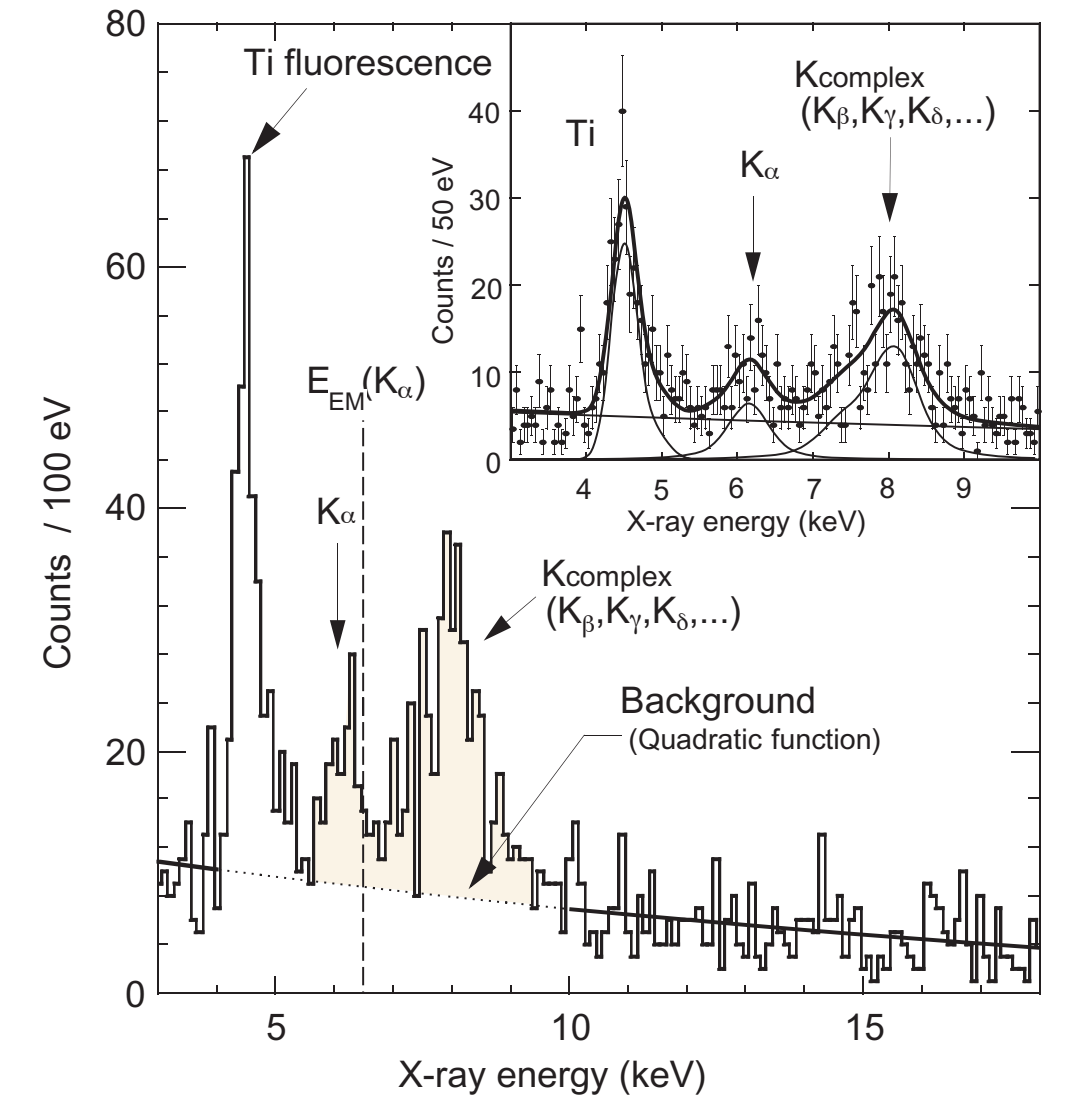 80
60
40
20
0
Counts / 100 eV
5
10
15
X-ray energy (keV)
Ti fluorescence
E_EM(Kα)
Kα
Kcomplex
(Kβ,Kγ,Kδ,...)
Background
(Quadratic function)
40
30
20
10
0
Counts / 50 eV
Ti
Kα
Kcomplex
(Kβ,Kγ,Kδ,...)
4
5
6
7
8
9
X-ray energy (keV)